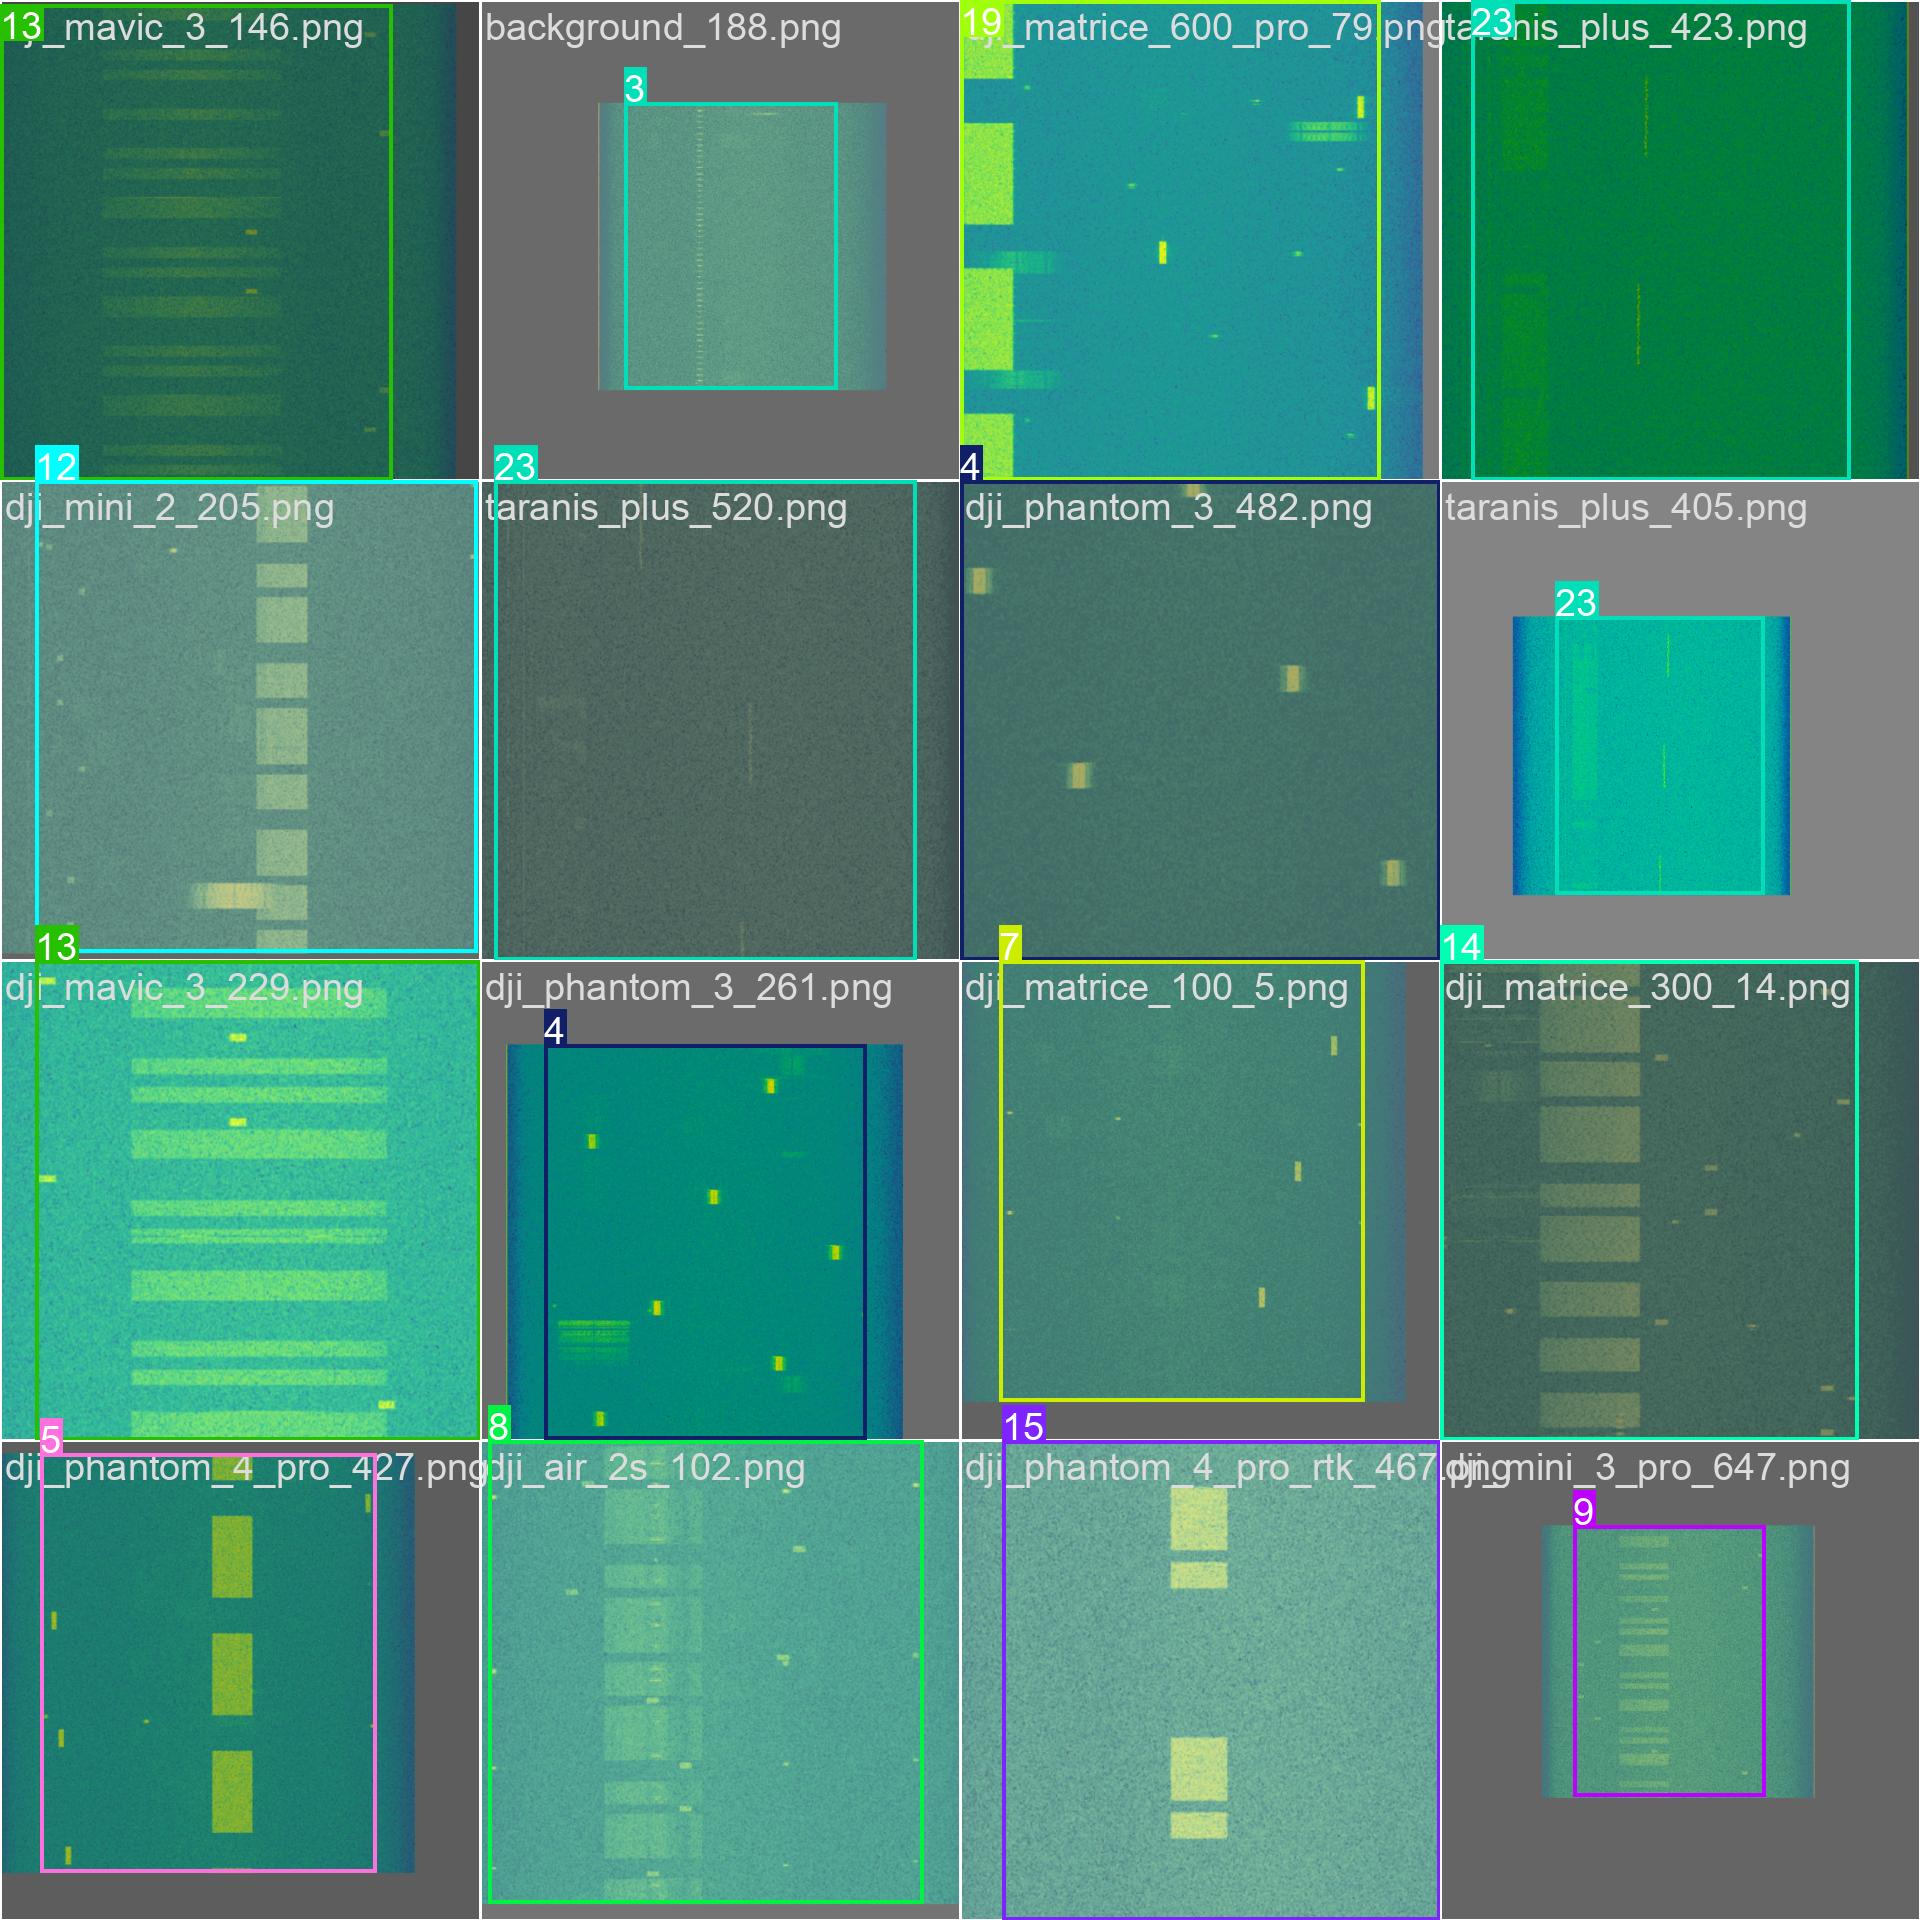 13
dji_mavic_3_146.png
background_188.png
3
19
dji_matrice_600_pro_79.png
23
taranis_plus_423.png
12
dji_mini_2_205.png
23
taranis_plus_520.png
4
dji_phantom_3_482.png
taranis_plus_405.png
23
13
dji_mavic_3_229.png
dji_phantom_3_261.png
4
7
dji_matrice_100_5.png
14
dji_matrice_300_14.png
5
dji_phantom_4_pro_427.png
8
dji_air_2s_102.png
15
dji_phantom_4_pro_rtk_467.png
dji_mini_3_pro_647.png
9